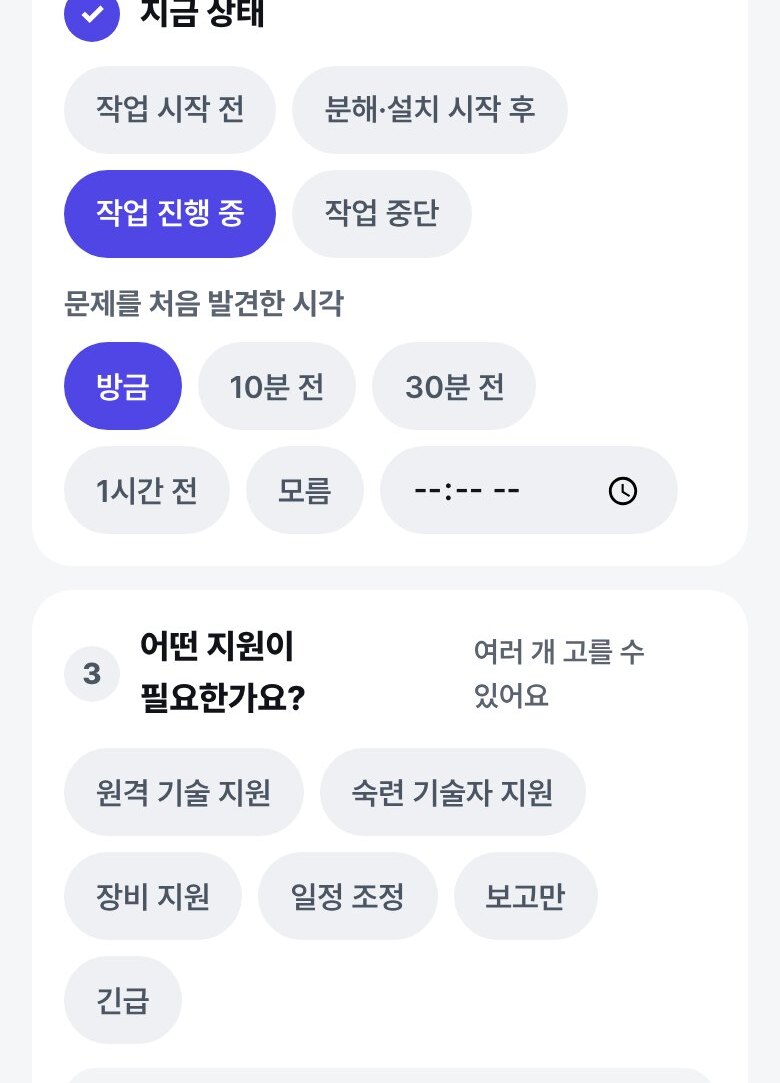 지금 상태
작업 시작 전 분해·설치 시작 후
작업 진행 중 작업 중단
문제를 처음 발견한 시각
방금 10분 전 30분 전
1시간 전 모름 --:-- --
3 어떤 지원이 필요한가요? 여러 개 고를 수 있어요
원격 기술 지원 숙련 기술자 지원
장비 지원 일정 조정 보고만
긴급